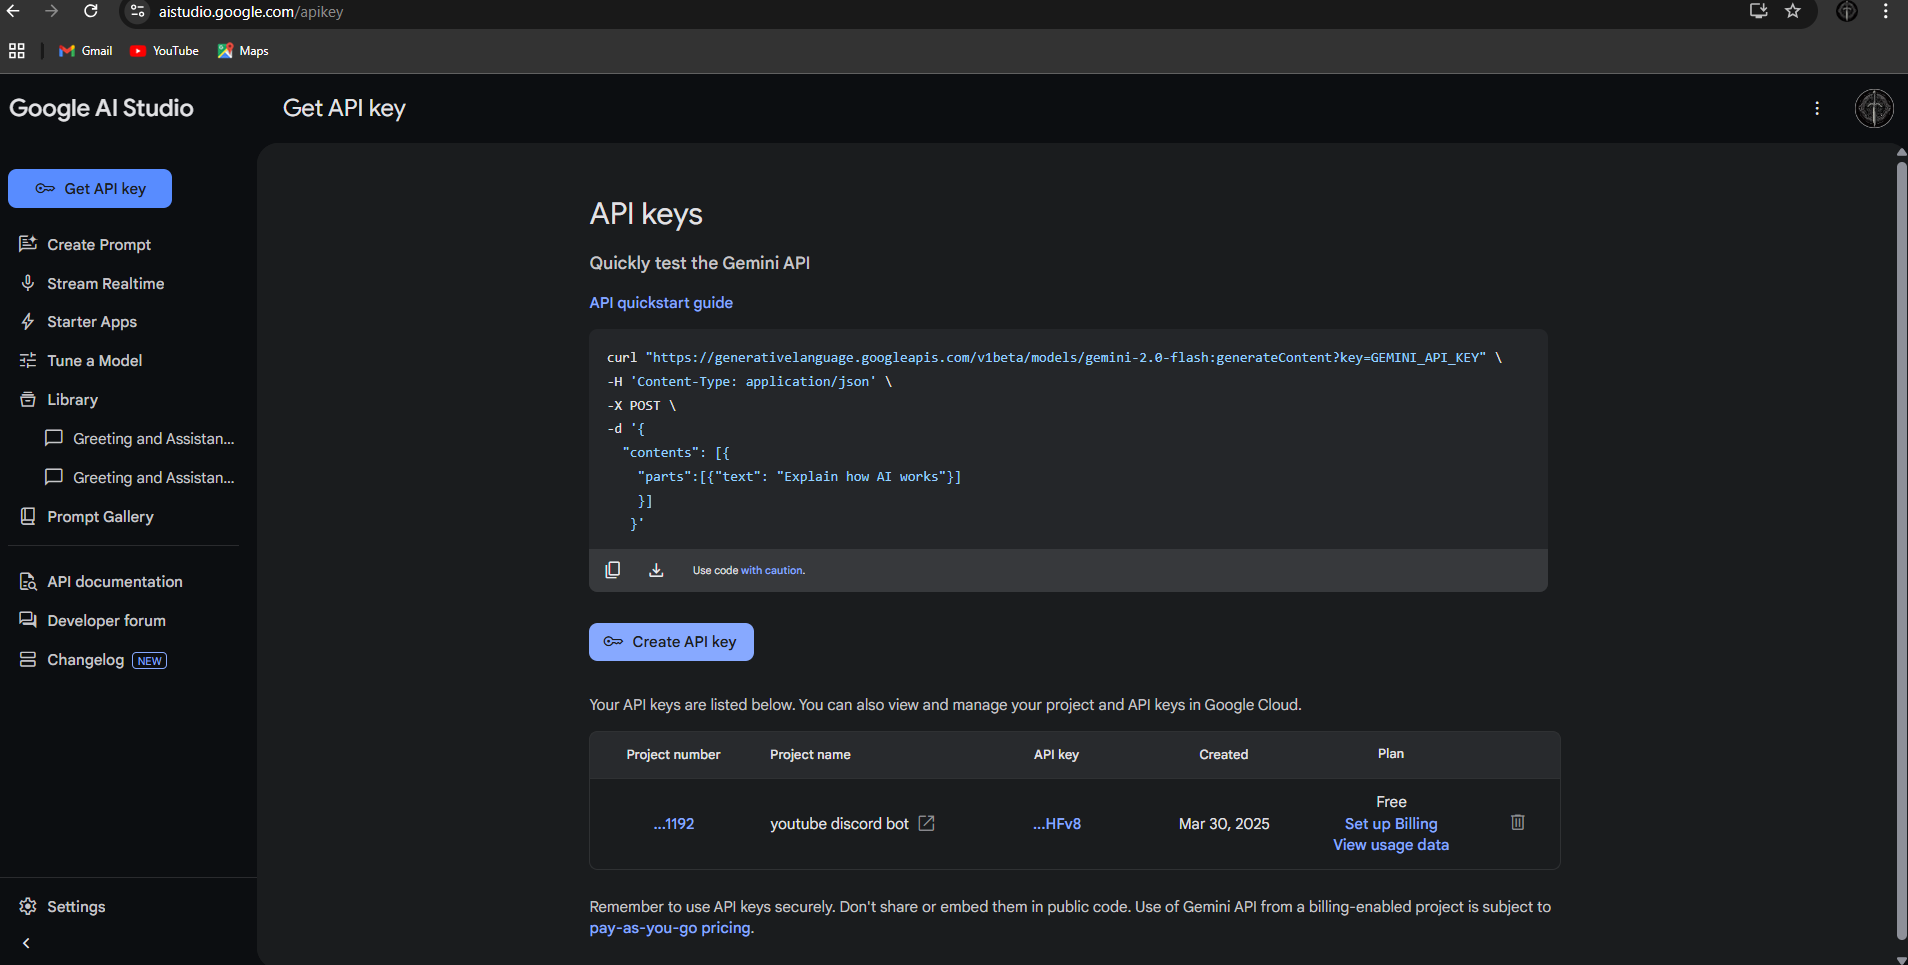 aistudio.google.com/apikey
Gmail YouTube Maps
Google AI Studio
Get API key
Get API key
Create Prompt
Stream Realtime
Starter Apps
Tune a Model
Library
Greeting and Assistan...
Greeting and Assistan...
Prompt Gallery
API documentation
Developer forum
Changelog NEW
Settings
API keys
Quickly test the Gemini API
API quickstart guide
curl "https://generativelanguage.googleapis.com/v1beta/models/gemini-2.0-flash:generateContent?key=GEMINI_API_KEY" \
-H 'Content-Type: application/json' \
-X POST \
-d '{
"contents": [{
"parts":[{"text": "Explain how AI works"}]
}]
}'
Use code with caution.
Create API key
Your API keys are listed below. You can also view and manage your project and API keys in Google Cloud.
Project number Project name API key Created Plan
...1192 youtube discord bot ...HFv8 Mar 30, 2025 Free
Set up Billing
View usage data
Remember to use API keys securely. Don't share or embed them in public code. Use of Gemini API from a billing-enabled project is subject to
pay-as-you-go pricing.